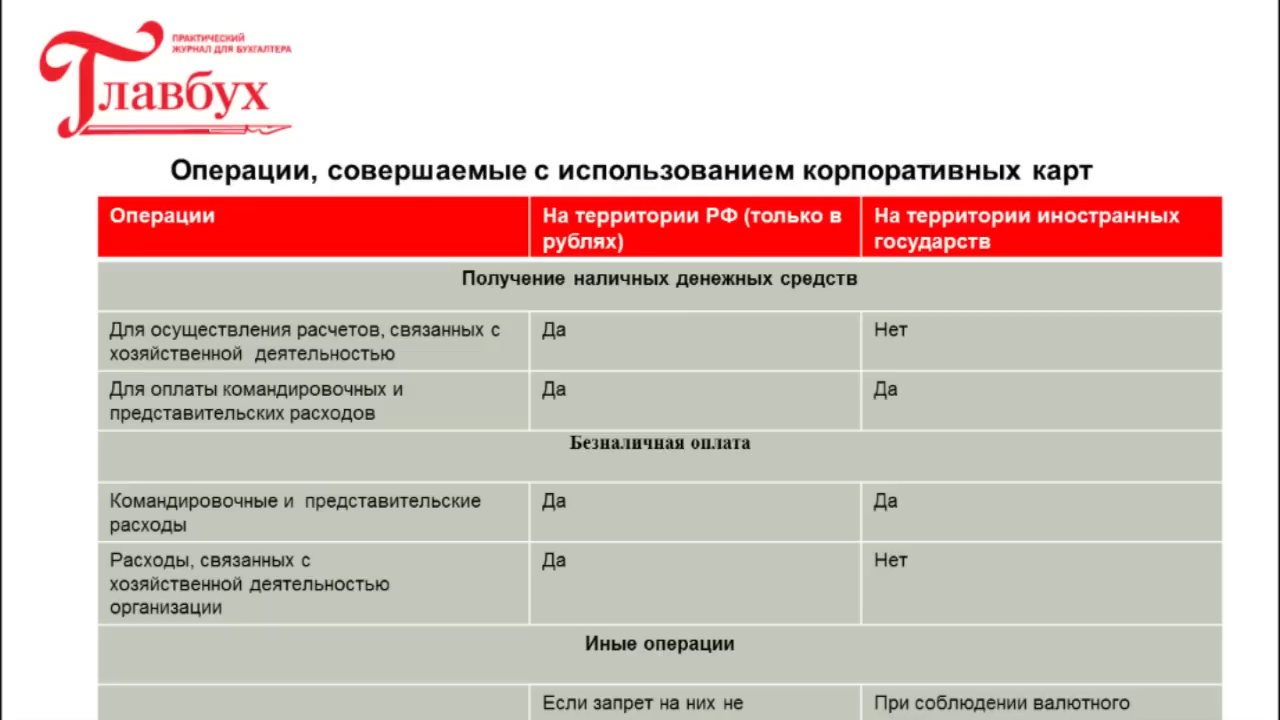 ПРАКТИЧЕСКИЙ
ЖУРНАЛ ДЛЯ БУХГАЛТЕРА
Главбух
Операции, совершаемые с использованием корпоративных карт
Операции
На территории РФ (только в
рублях)
На территории иностранных
государств
Получение наличных денежных средств
Для осуществления расчетов, связанных с
хозяйственной деятельностью
Да
Нет
Для оплаты командировочных и
представительских расходов
Да
Да
Безналичная оплата
Командировочные и представительские
расходы
Да
Да
Расходы, связанных с
хозяйственной деятельностью
организации
Да
Нет
Иные операции
Если запрет на них не
При соблюдении валютного